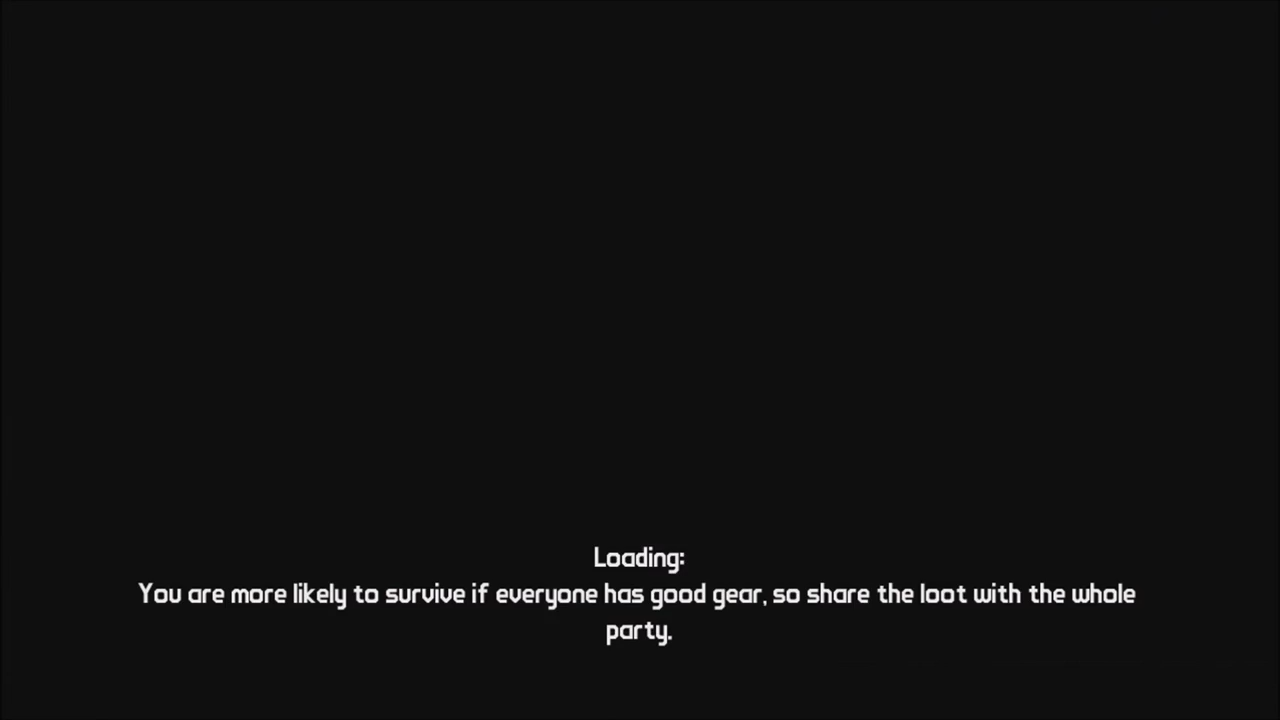 Loading:
You are more likely to survive if everyone has good gear, so share the loot with the whole
party.